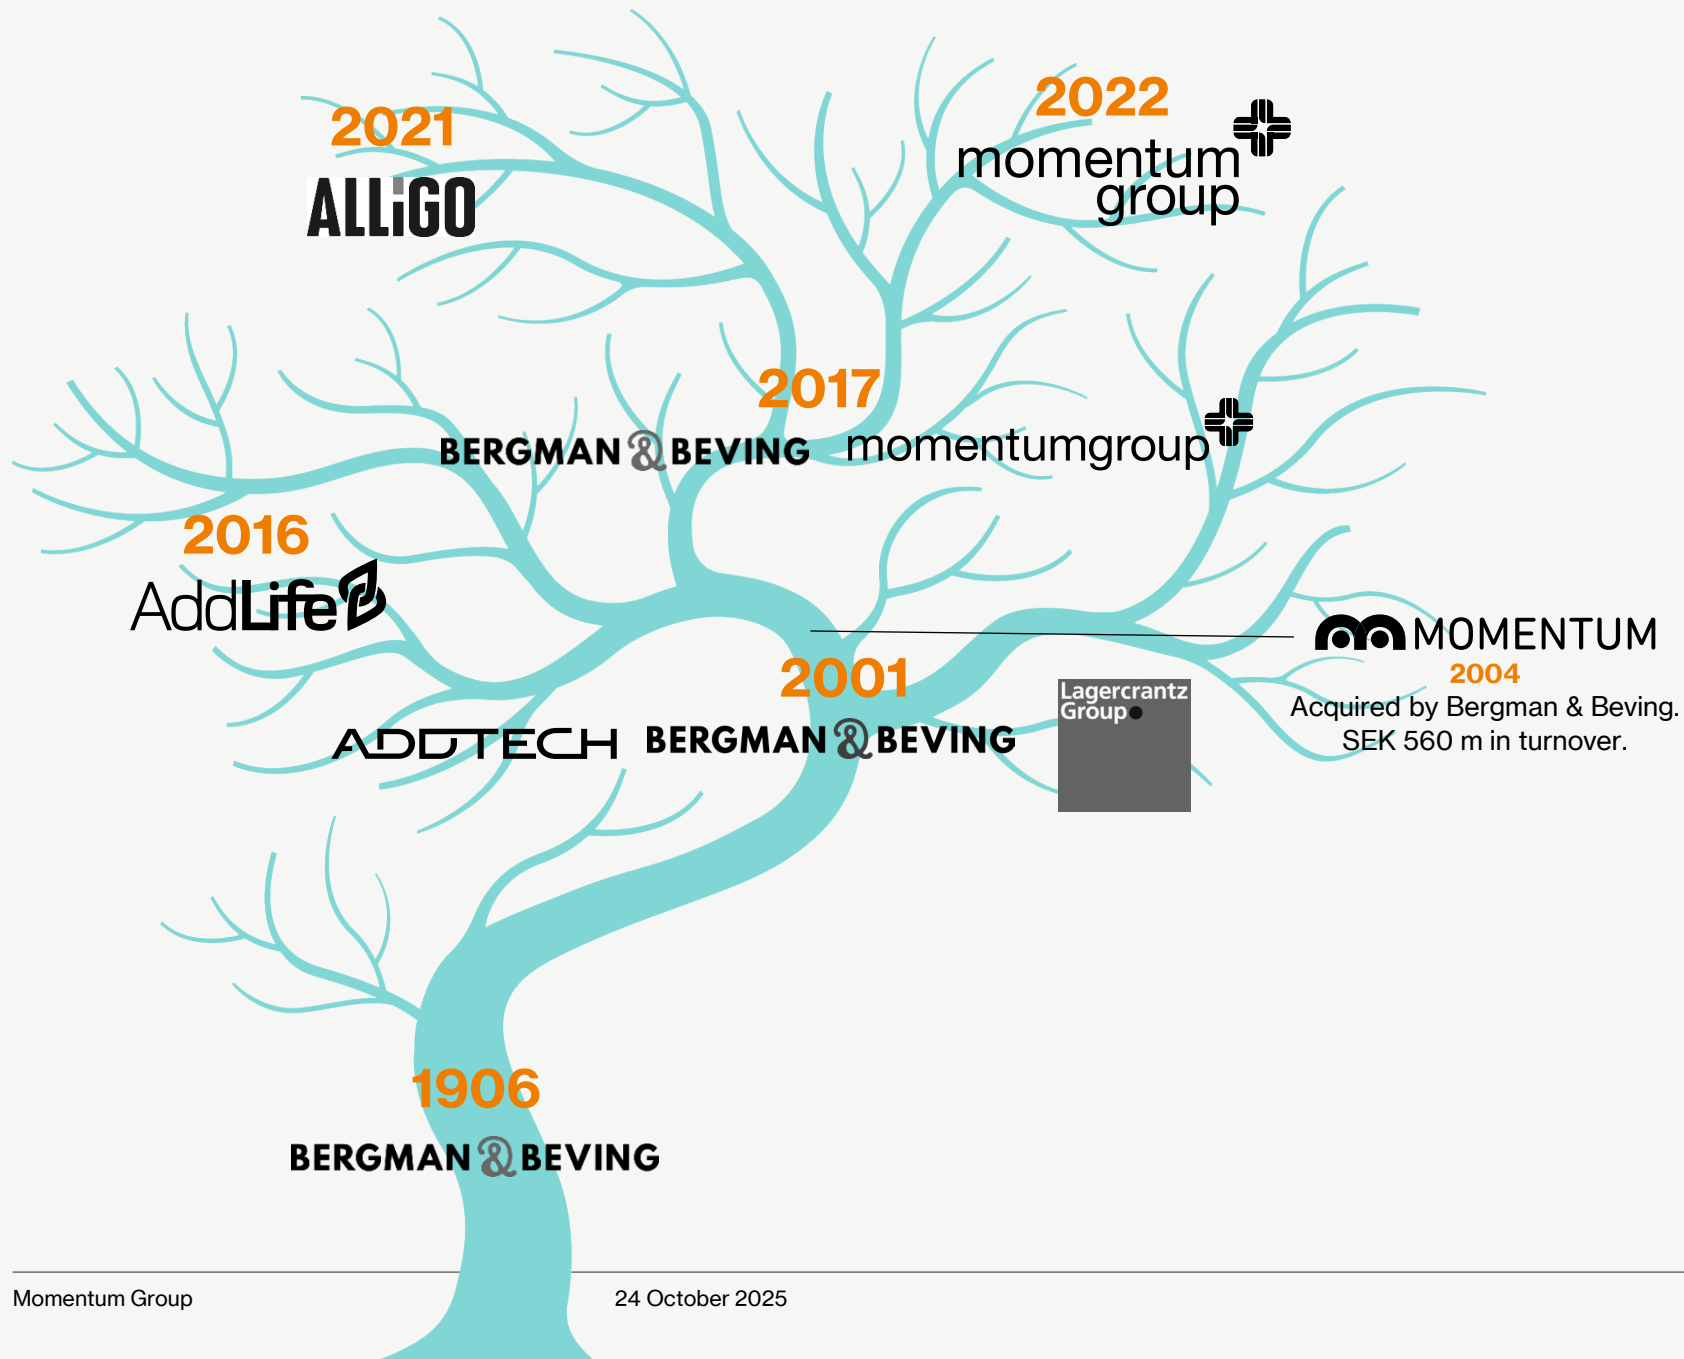 2021
ALLiGO
2022
momentum
group
2017
BERGMAN & BEVING
momentumgroup
2016
AddLife
MOMENTUM
2004
Acquired by Bergman & Beving.
SEK 560 m in turnover.
2001
ADDTECH
BERGMAN & BEVING
Lagercrantz
Group
1906
BERGMAN & BEVING
Momentum Group
24 October 2025